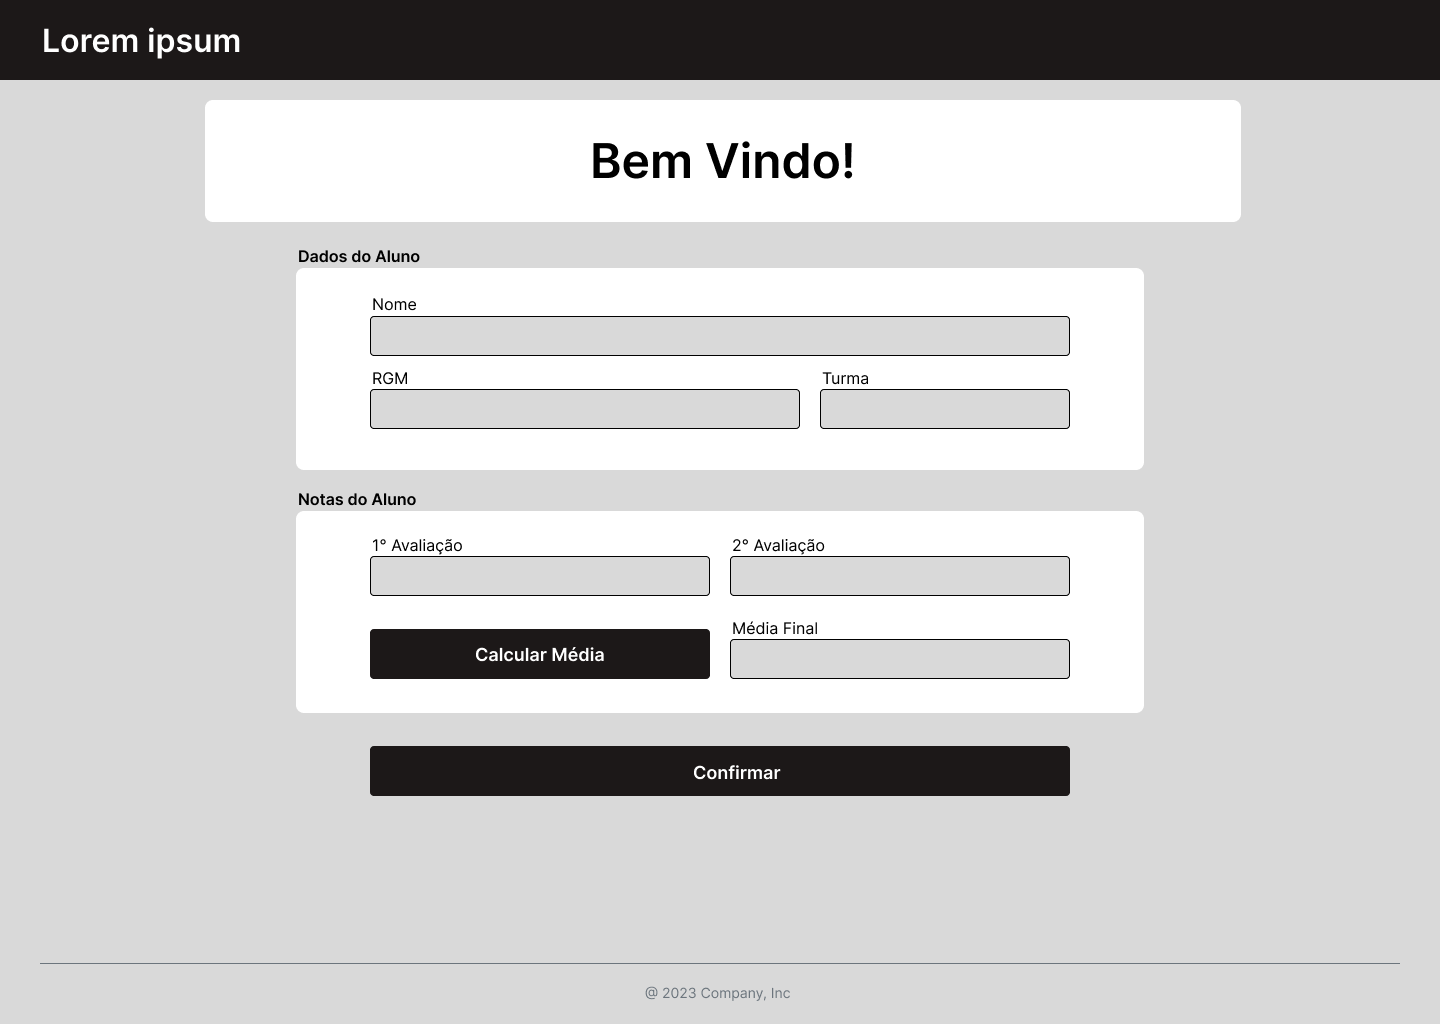 Lorem ipsum
Bem Vindo!
Dados do Aluno
Nome
RGM
Turma
Notas do Aluno
1° Avaliação
2° Avaliação
Calcular Média
Média Final
Confirmar
@ 2023 Company, Inc